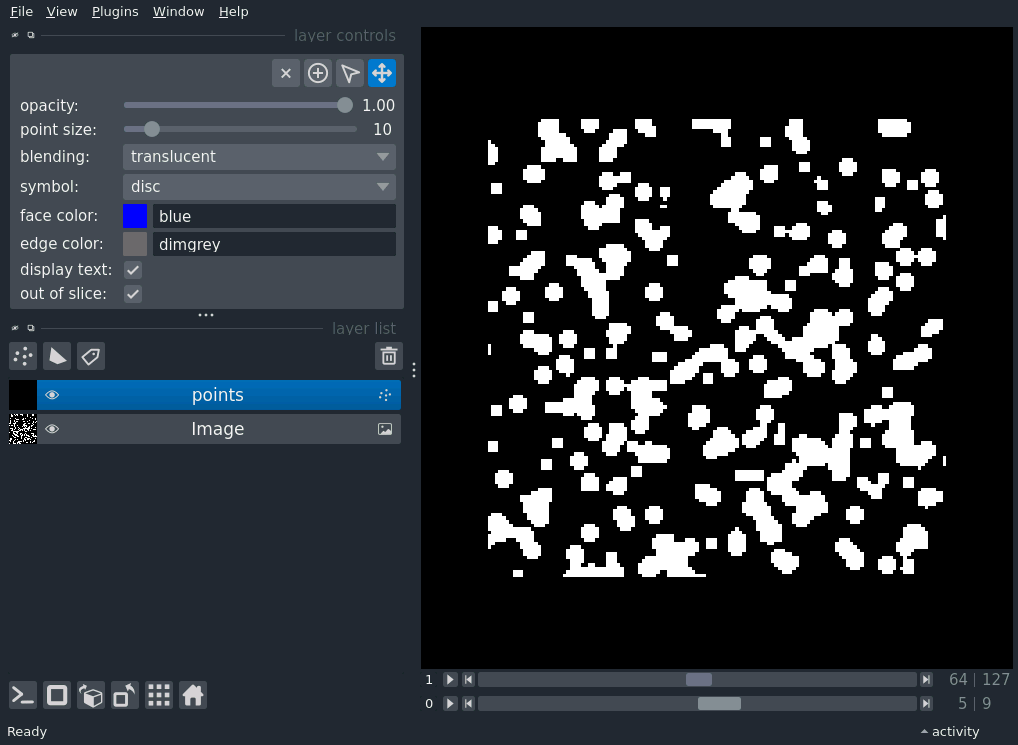 File View Plugins Window Help
layer controls
opacity: 1.00
point size: 10
blending: translucent
symbol: disc
face color: blue
edge color: dimgrey
display text:
out of slice:
layer list
points
Image
1 64 | 127
0 5 | 9
Ready activity